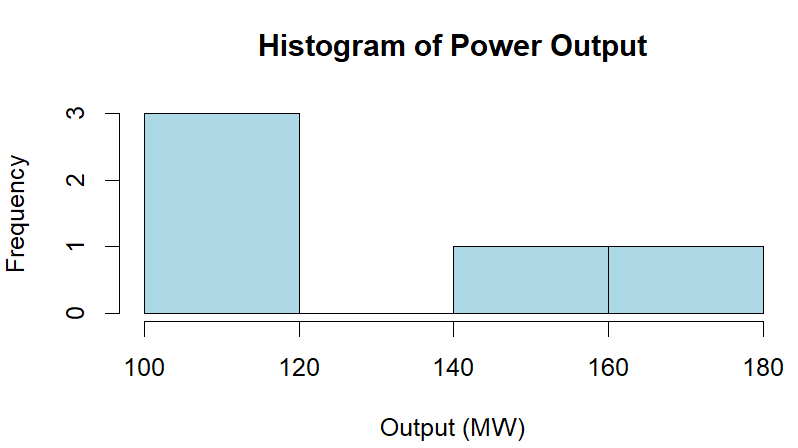 Histogram of Power Output
Frequency
3
2
1
0
100 120 140 160 180
Output (MW)